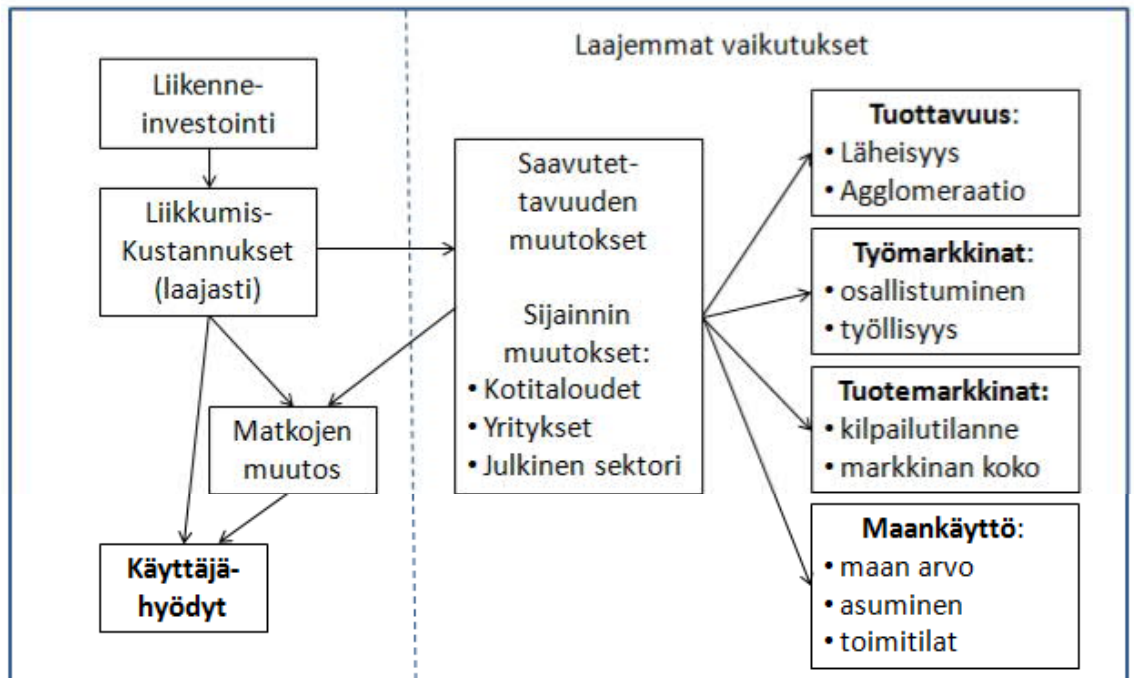 Laajemmat vaikutukset
Liikenne-
investointi
Liikkumis-
Kustannukset
(laajasti)
Matkojen
muutos
Käyttäjä-
hyödyt
Saavutet-
tavuuden
muutokset
Sijainnin
muutokset:
• Kotitaloudet
• Yritykset
• Julkinen sektori
Tuottavuus:
• Läheisyys
• Agglomeraatio
Työmarkkinat:
• osallistuminen
• työllisyys
Tuotemarkkinat:
• kilpailutilanne
• markkinan koko
Maankäyttö:
• maan arvo
• asuminen
• toimitilat